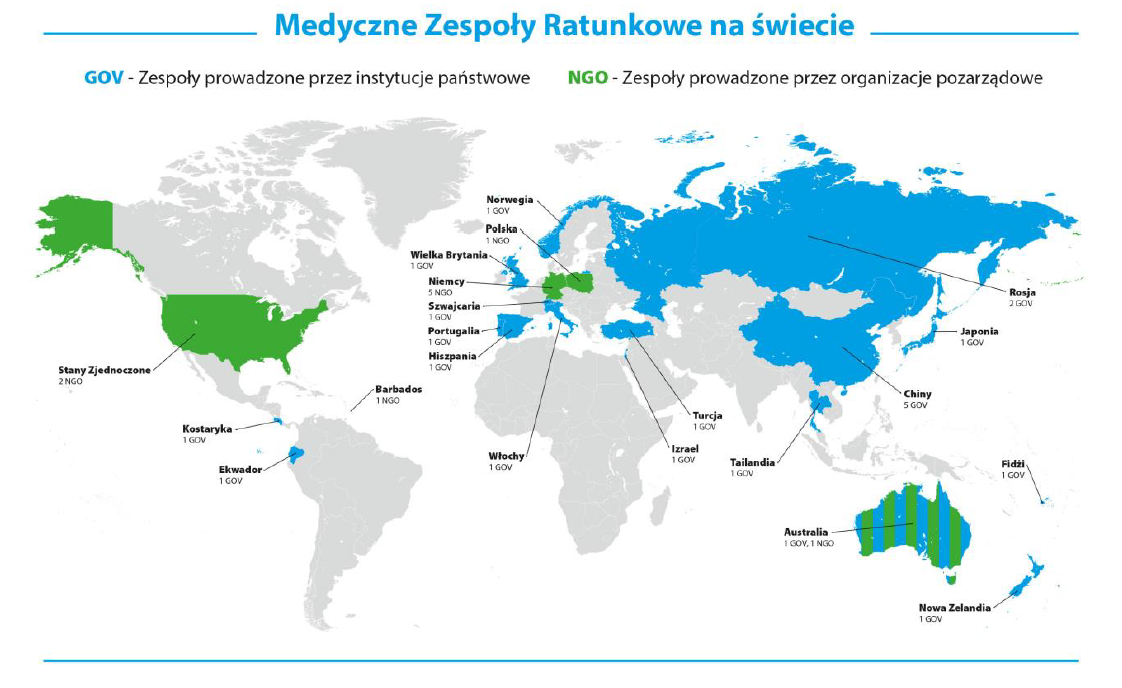 Medyczne Zespoły Ratunkowe na świecie
GOV - Zespoły prowadzone przez instytucje państwowe
NGO - Zespoły prowadzone przez organizacje pozarządowe
Norwegia
1 GOV
Polska
1 NGO
Wielka Brytania
1 GOV
Niemcy
5 NGO
Szwajcaria
1 GOV
Portugalia
1 GOV
Hiszpania
1 GOV
Rosja
2 GOV
Japonia
1 GOV
Stany Zjednoczone
2 NGO
Barbados
1 NGO
Chiny
5 GOV
Kostaryka
1 GOV
Turcja
1 GOV
Ekwador
1 GOV
Włochy
1 GOV
Izrael
1 GOV
Tailandia
1 GOV
Fidżi
1 GOV
Australia
1 GOV, 1 NGO
Nowa Zelandia
1 GOV